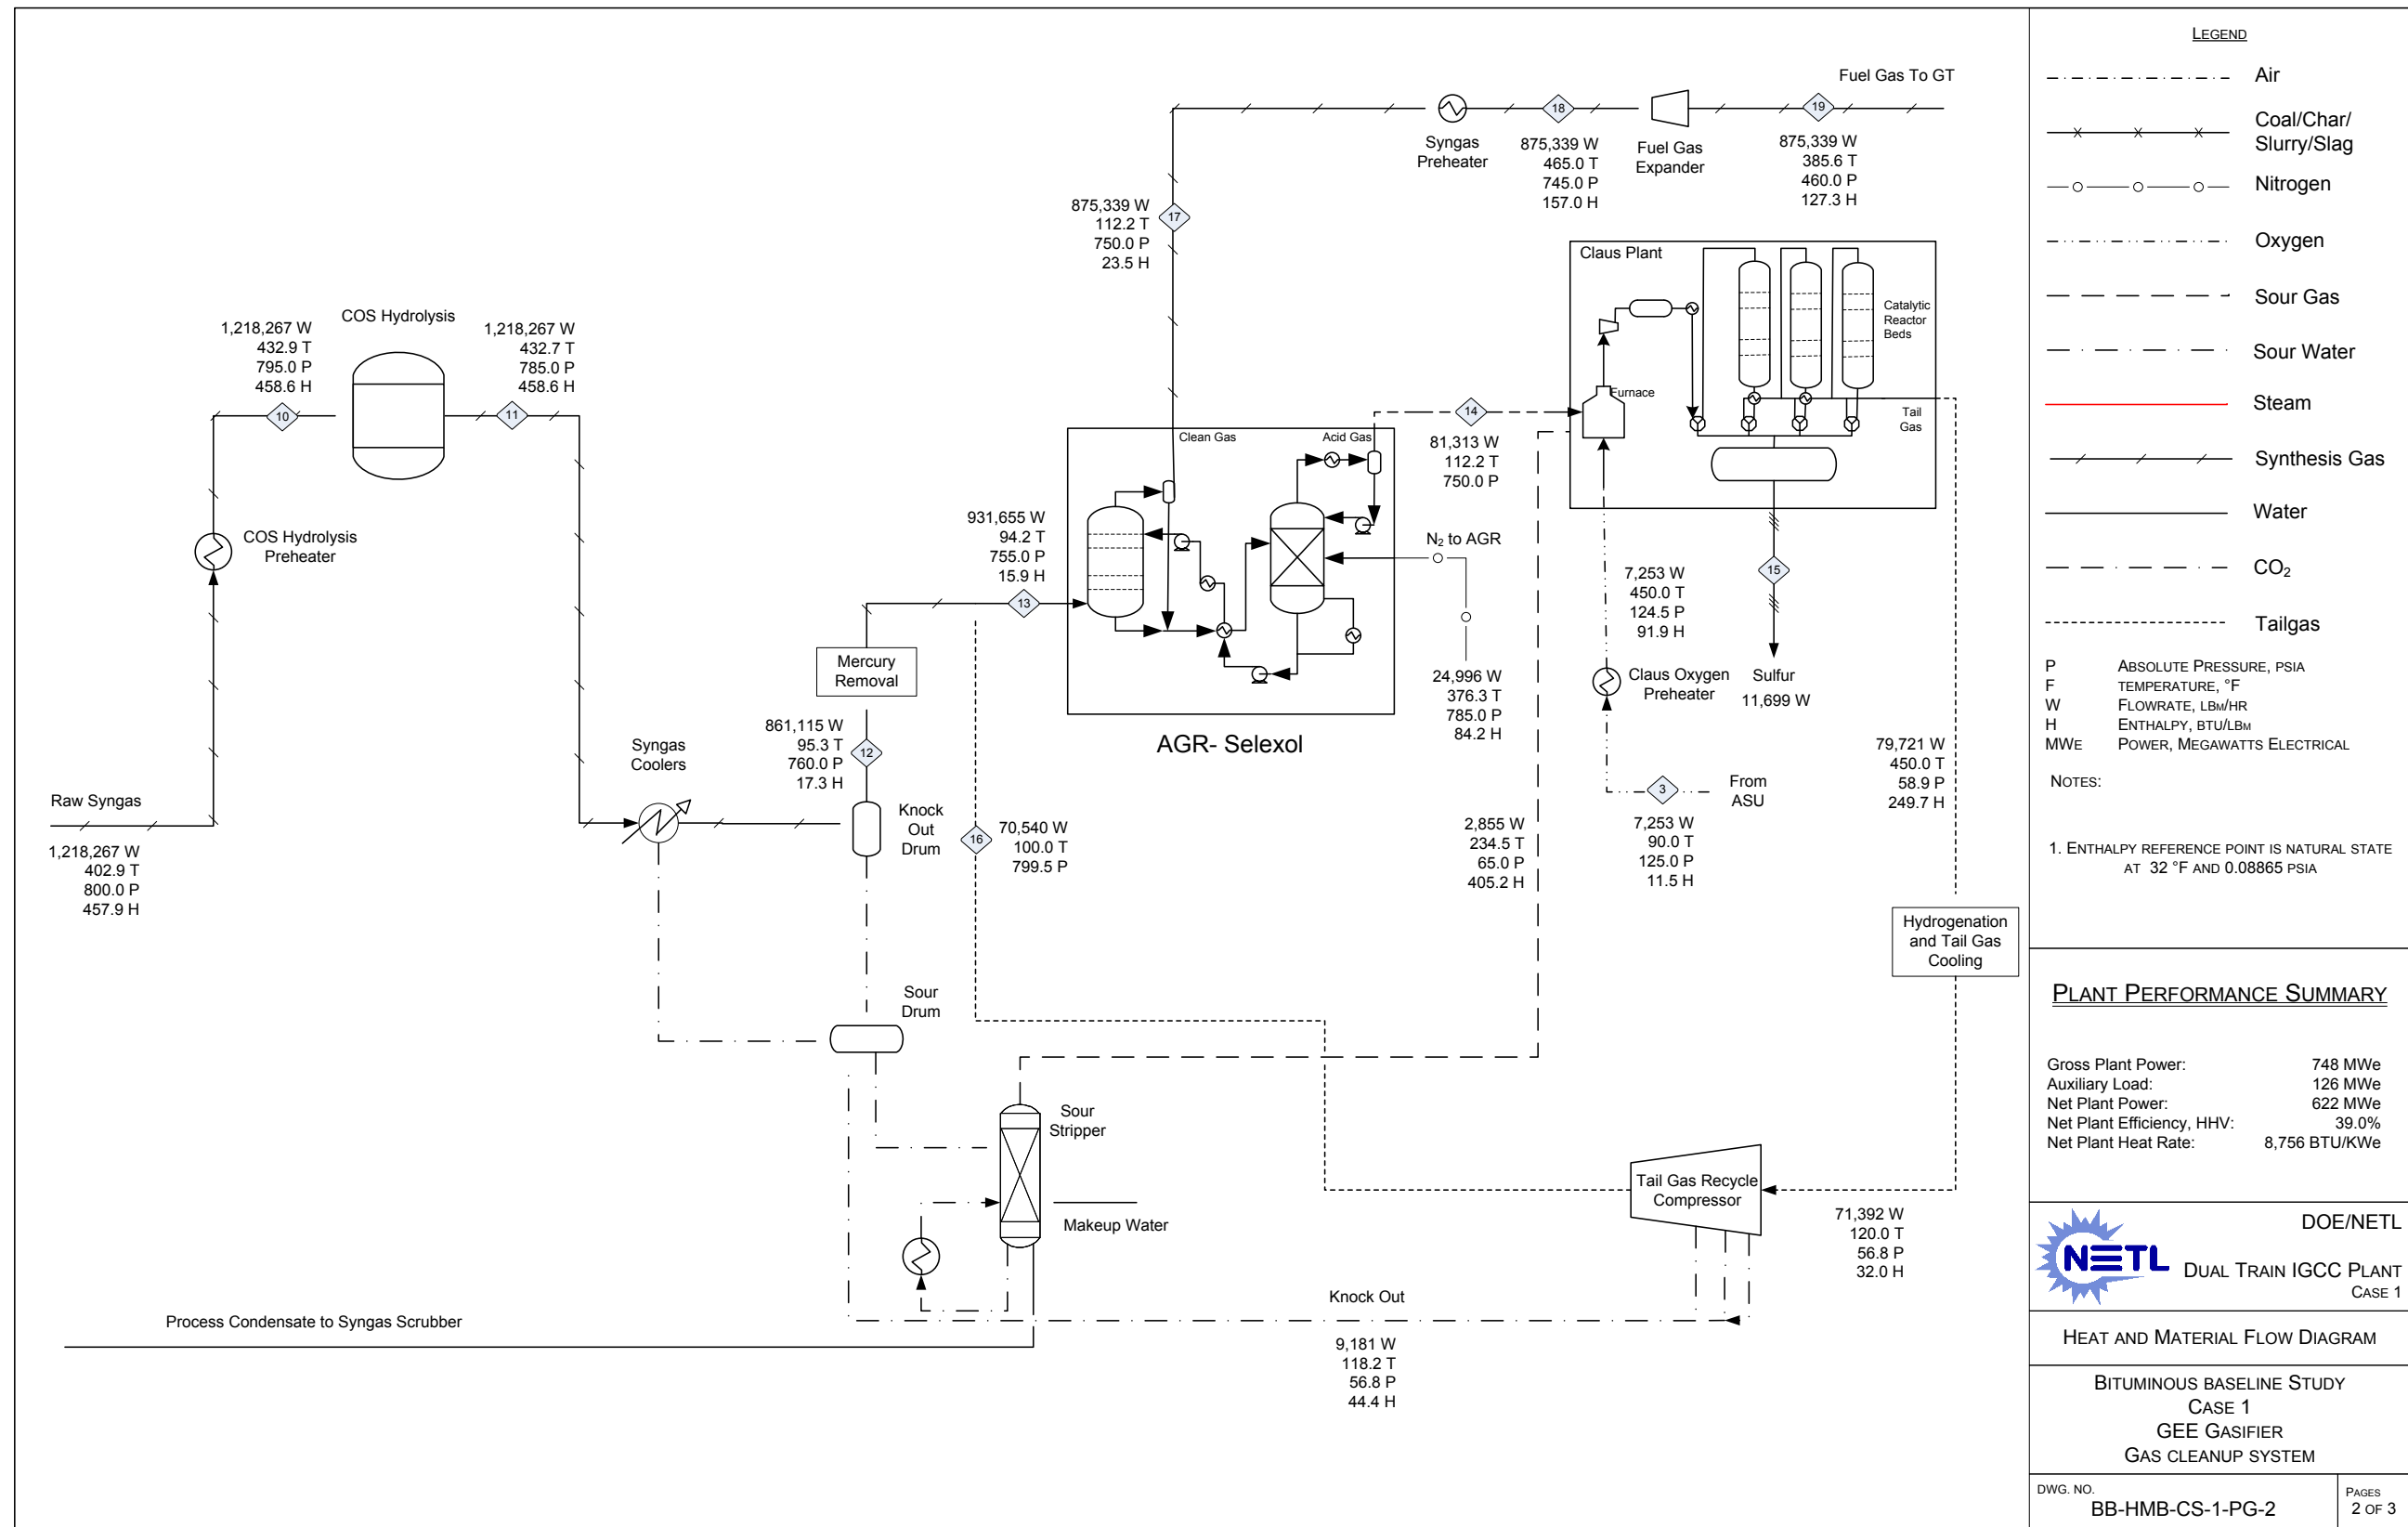 Fuel Gas To GT
18
19
Syngas
Preheater
875,339 W
465.0 T
745.0 P
157.0 H
Fuel Gas
Expander
875,339 W
385.6 T
460.0 P
127.3 H
875,339 W
112.2 T
750.0 P
23.5 H
17
Claus Plant
Catalytic
Reactor
Beds
Furnace
Tail
Gas
COS Hydrolysis
1,218,267 W
432.9 T
795.0 P
458.6 H
1,218,267 W
432.7 T
785.0 P
458.6 H
10
11
COS Hydrolysis
Preheater
14
81,313 W
112.2 T
750.0 P
Clean Gas
Acid Gas
931,655 W
94.2 T
755.0 P
15.9 H
13
N2 to AGR
24,996 W
376.3 T
785.0 P
84.2 H
AGR- Selexol
7,253 W
450.0 T
124.5 P
91.9 H
15
Claus Oxygen
Preheater
Sulfur
11,699 W
Mercury
Removal
861,115 W
95.3 T
760.0 P
17.3 H
12
Syngas
Coolers
Knock
Out
Drum
Raw Syngas
1,218,267 W
402.9 T
800.0 P
457.9 H
16
70,540 W
100.0 T
799.5 P
2,855 W
234.5 T
65.0 P
405.2 H
3
From
ASU
7,253 W
90.0 T
125.0 P
11.5 H
79,721 W
450.0 T
58.9 P
249.7 H
Hydrogenation
and Tail Gas
Cooling
Sour
Drum
Sour
Stripper
Makeup Water
Tail Gas Recycle
Compressor
71,392 W
120.0 T
56.8 P
32.0 H
Knock Out
9,181 W
118.2 T
56.8 P
44.4 H
Process Condensate to Syngas Scrubber
LEGEND
Air
Coal/Char/
Slurry/Slag
Nitrogen
Oxygen
Sour Gas
Sour Water
Steam
Synthesis Gas
Water
CO2
Tailgas
P ABSOLUTE PRESSURE, PSIA
F TEMPERATURE, °F
W FLOWRATE, LBM/HR
H ENTHALPY, BTU/LBM
MWE POWER, MEGAWATTS ELECTRICAL
NOTES:
1. ENTHALPY REFERENCE POINT IS NATURAL STATE
AT 32 °F AND 0.08865 PSIA
PLANT PERFORMANCE SUMMARY
Gross Plant Power: 748 MWe
Auxiliary Load: 126 MWe
Net Plant Power: 622 MWe
Net Plant Efficiency, HHV: 39.0%
Net Plant Heat Rate: 8,756 BTU/KWe
NETL
DOE/NETL
DUAL TRAIN IGCC PLANT
CASE 1
HEAT AND MATERIAL FLOW DIAGRAM
BITUMINOUS BASELINE STUDY
CASE 1
GEE GASIFIER
GAS CLEANUP SYSTEM
DWG. NO.
BB-HMB-CS-1-PG-2
PAGES
2 OF 3